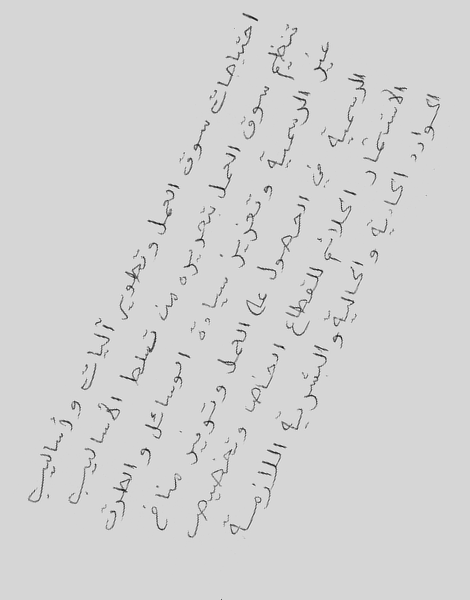 احتياجات سوق العمل وتطوير آليات وأساليب
تنظيم سوق العمل بتحريره من تسلط الأساليب
غير الرسمية وتعزيز سيادة الوسائل والطرق
الرسمية في الحصول على العمل وتوفير مناخ
الاستثمار الملائم للقطاع الخاص وتخصيص
الموارد المادية والمالية والبشرية اللازمة